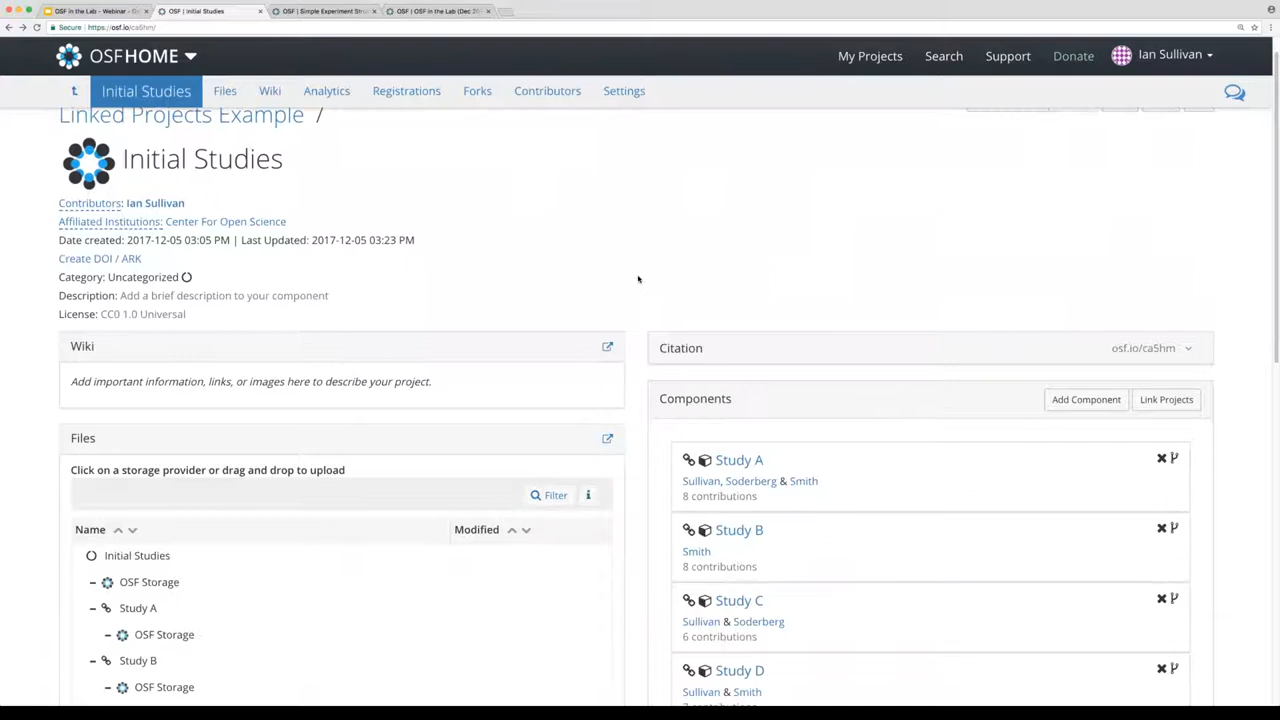 OSF in the Lab - Webinar - Go
OSF | Initial Studies
OSF | Simple Experiment Stru
OSF | OSF in the Lab (Dec 20
Secure https://osf.io/ca5hm/
OSFHOME
My Projects
Search
Support
Donate
Ian Sullivan
Initial Studies
Files
Wiki
Analytics
Registrations
Forks
Contributors
Settings
Linked Projects Example /
Initial Studies
Contributors: Ian Sullivan
Affiliated Institutions: Center For Open Science
Date created: 2017-12-05 03:05 PM | Last Updated: 2017-12-05 03:23 PM
Create DOI / ARK
Category: Uncategorized
Description: Add a brief description to your component
License: CC0 1.0 Universal
Wiki
Add important information, links, or images here to describe your project.
Files
Click on a storage provider or drag and drop to upload
Filter
i
Name
Modified
Initial Studies
OSF Storage
Study A
OSF Storage
Study B
OSF Storage
Citation
osf.io/ca5hm
Components
Add Component
Link Projects
Study A
Sullivan, Soderberg & Smith
8 contributions
Study B
Smith
8 contributions
Study C
Sullivan & Soderberg
6 contributions
Study D
Sullivan & Smith